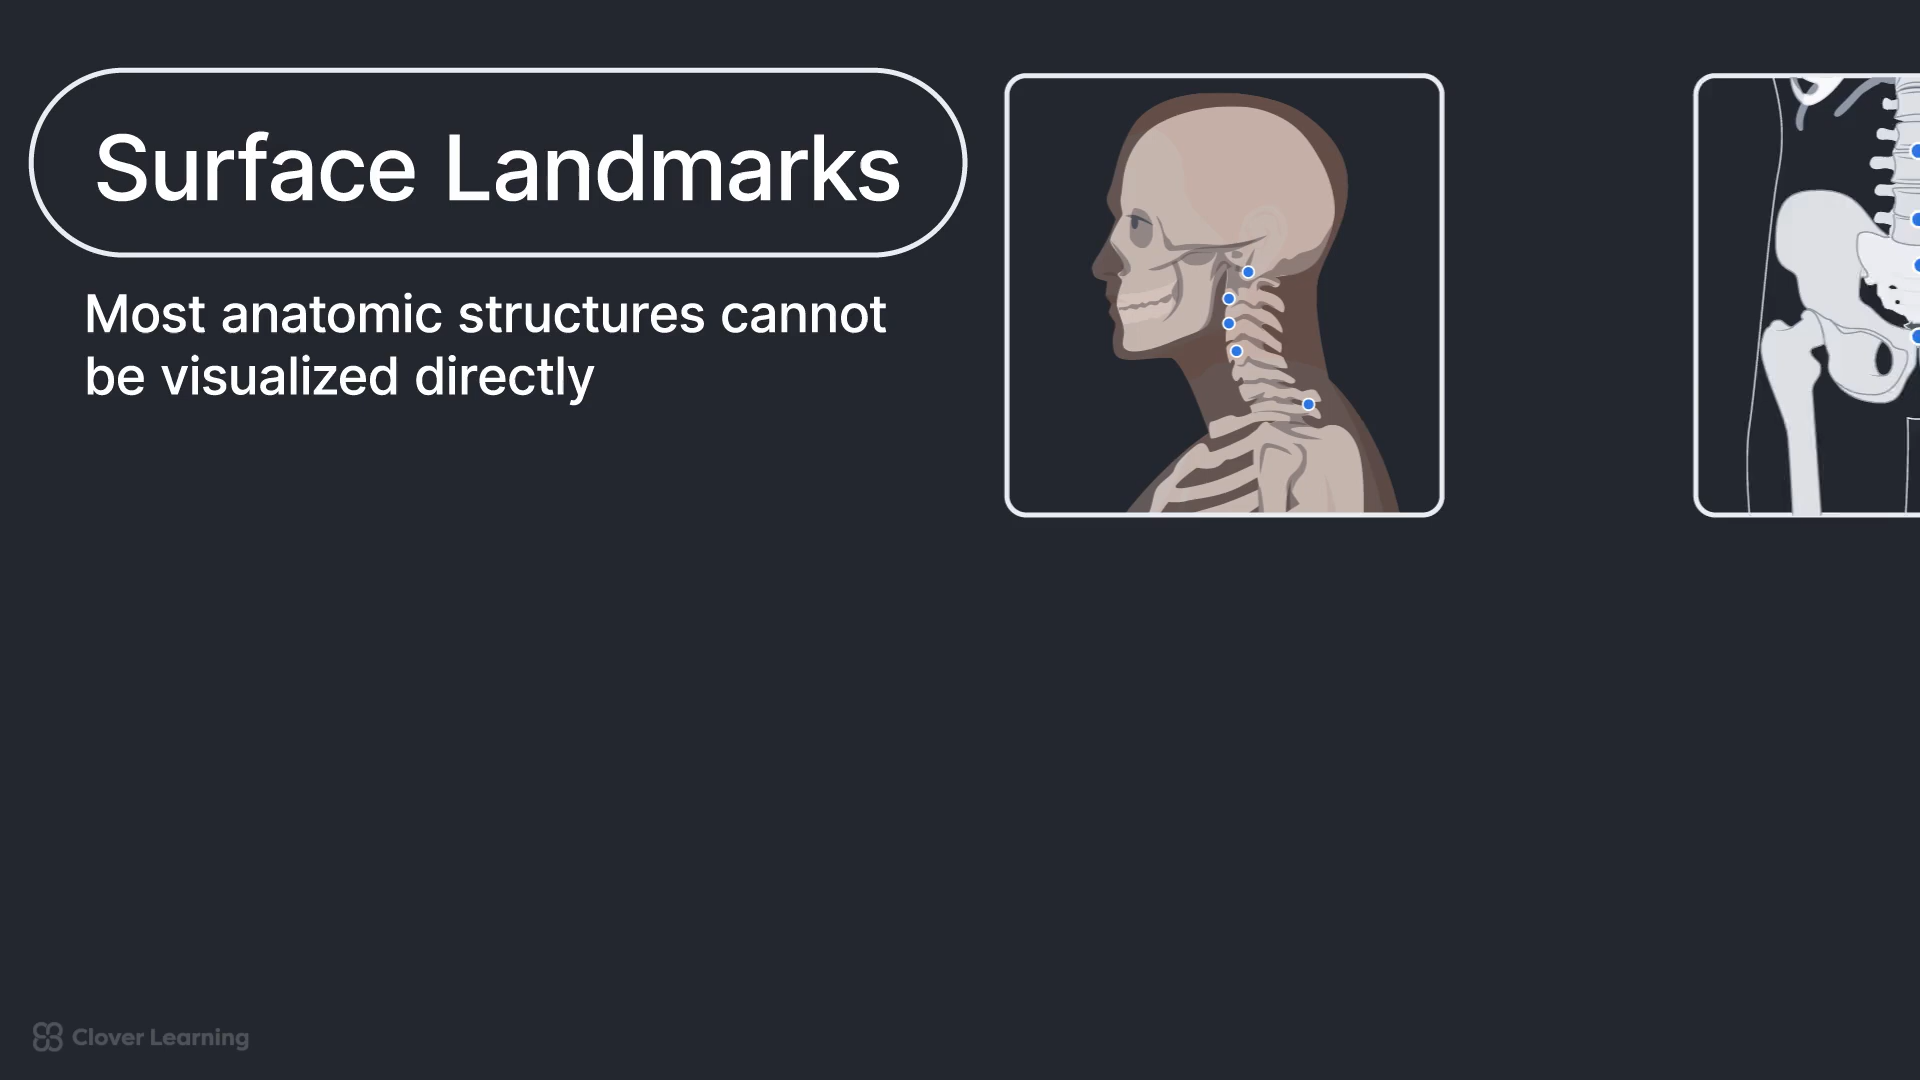 Surface Landmarks
Most anatomic structures cannot
be visualized directly
Clover Learning